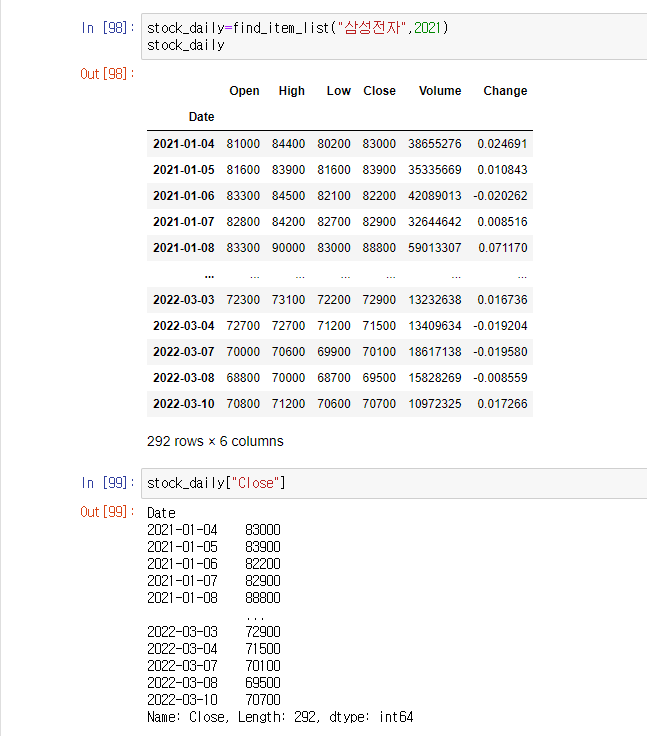 In [98]: stock_daily=find_item_list("삼성전자",2021)
stock_daily
Out[98]:
Open High Low Close Volume Change
Date
2021-01-04 81000 84400 80200 83000 38655276 0.024691
2021-01-05 81600 83900 81600 83900 35335669 0.010843
2021-01-06 83300 84500 82100 82200 42089013 -0.020262
2021-01-07 82800 84200 82700 82900 32644642 0.008516
2021-01-08 83300 90000 83000 88800 59013307 0.071170
... ... ... ... ... ... ...
2022-03-03 72300 73100 72200 72900 13232638 0.016736
2022-03-04 72700 72700 71200 71500 13409634 -0.019204
2022-03-07 70000 70600 69900 70100 18617138 -0.019580
2022-03-08 68800 70000 68700 69500 15828269 -0.008559
2022-03-10 70800 71200 70600 70700 10972325 0.017266
292 rows × 6 columns
In [99]: stock_daily["Close"]
Out[99]: Date
2021-01-04 83000
2021-01-05 83900
2021-01-06 82200
2021-01-07 82900
2021-01-08 88800
...
2022-03-03 72900
2022-03-04 71500
2022-03-07 70100
2022-03-08 69500
2022-03-10 70700
Name: Close, Length: 292, dtype: int64